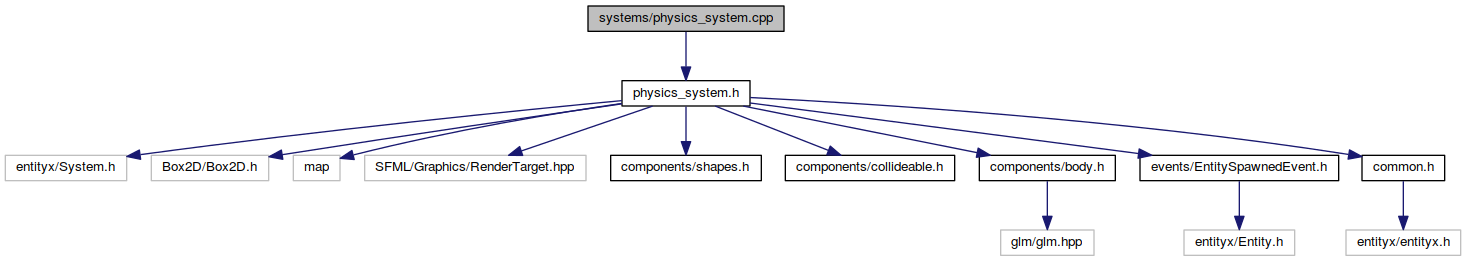 systems/physics_system.cpp
physics_system.h
entityx/System.h
Box2D/Box2D.h
map
SFML/Graphics/RenderTarget.hpp
components/shapes.h
components/collideable.h
components/body.h
events/EntitySpawnedEvent.h
common.h
glm/glm.hpp
entityx/Entity.h
entityx/entityx.h